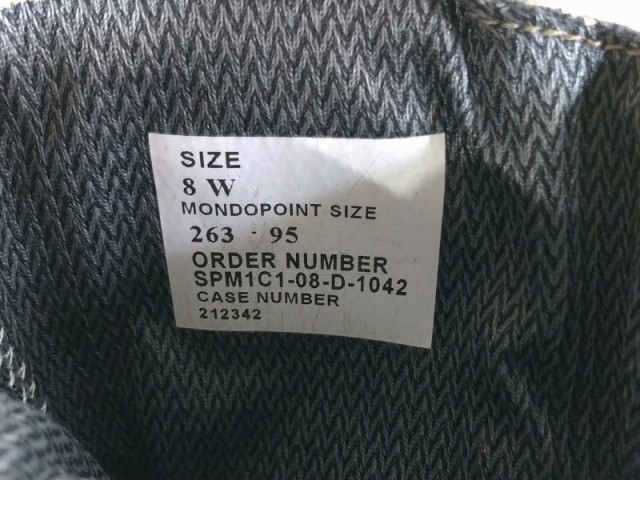 SIZE
8 W
MONDOPOINT SIZE
263 - 95
ORDER NUMBER
SPM1C1-08-D-1042
CASE NUMBER
212342